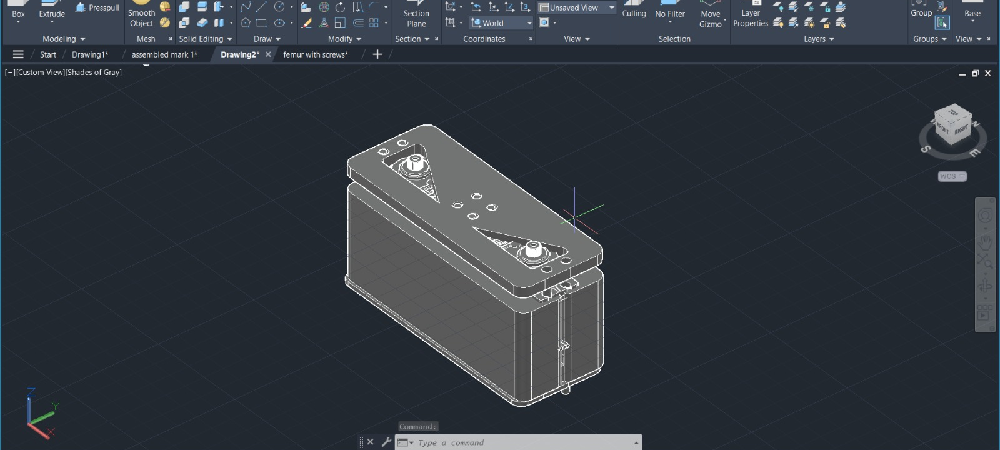 Box
Extrude
Presspull
Smooth
Object
Section
Plane
World
Unsaved View
Culling
No Filter
Move
Gizmo
Layer
Properties
Group
Base
Modeling
Mesh
Solid Editing
Draw
Modify
Section
Coordinates
View
Selection
Layers
Groups
View
Start
Drawing1*
assembled mark 1*
Drawing2*
femur with screws*
[−][Custom View][Shades of Gray]
TOP
FRONT
RIGHT
N
S
E
WCS
Z
Y
X
Command:
Type a command